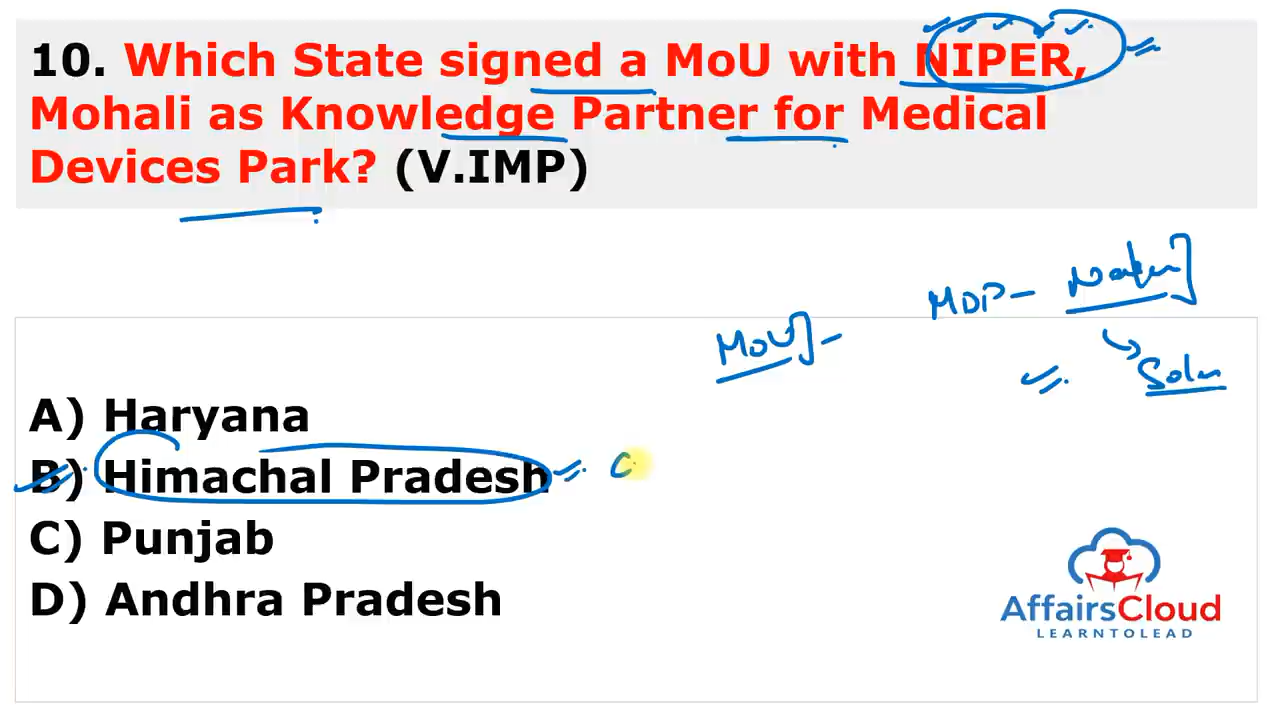 10. Which State signed a MoU with NIPER,
Mohali as Knowledge Partner for Medical
Devices Park? (V.IMP)
MDP-
MoU]-
Solan
A) Haryana
B) Himachal Pradesh
C) Punjab
D) Andhra Pradesh
AffairsCloud
LEARNTOLEAD